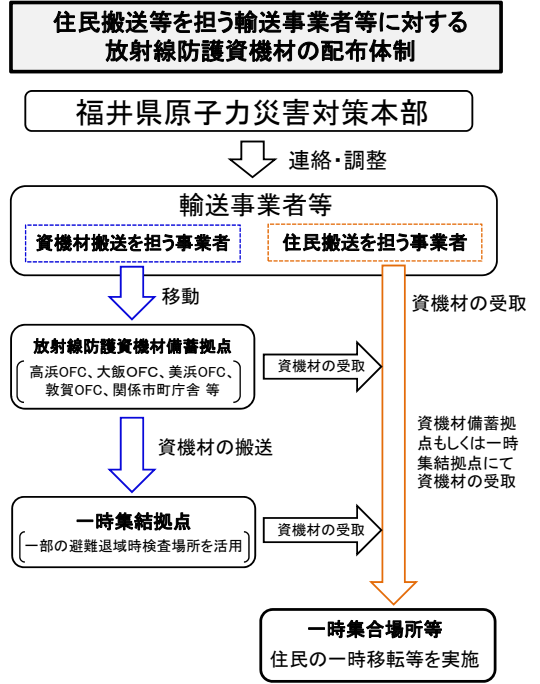 住民搬送等を担う輸送事業者等に対する
放射線防護資機材の配布体制
福井県原子力災害対策本部
連絡・調整
輸送事業者等
資機材搬送を担う事業者
住民搬送を担う事業者
移動
資機材の受取
放射線防護資機材備蓄拠点
高浜OFC、大飯OFC、美浜OFC、
敦賀OFC、関係市町庁舎 等
資機材の受取
資機材の搬送
資機材備蓄拠
点もしくは一時
集結拠点にて
資機材の受取
一時集結拠点
一部の避難退域時検査場所を活用
資機材の受取
一時集合場所等
住民の一時移転等を実施